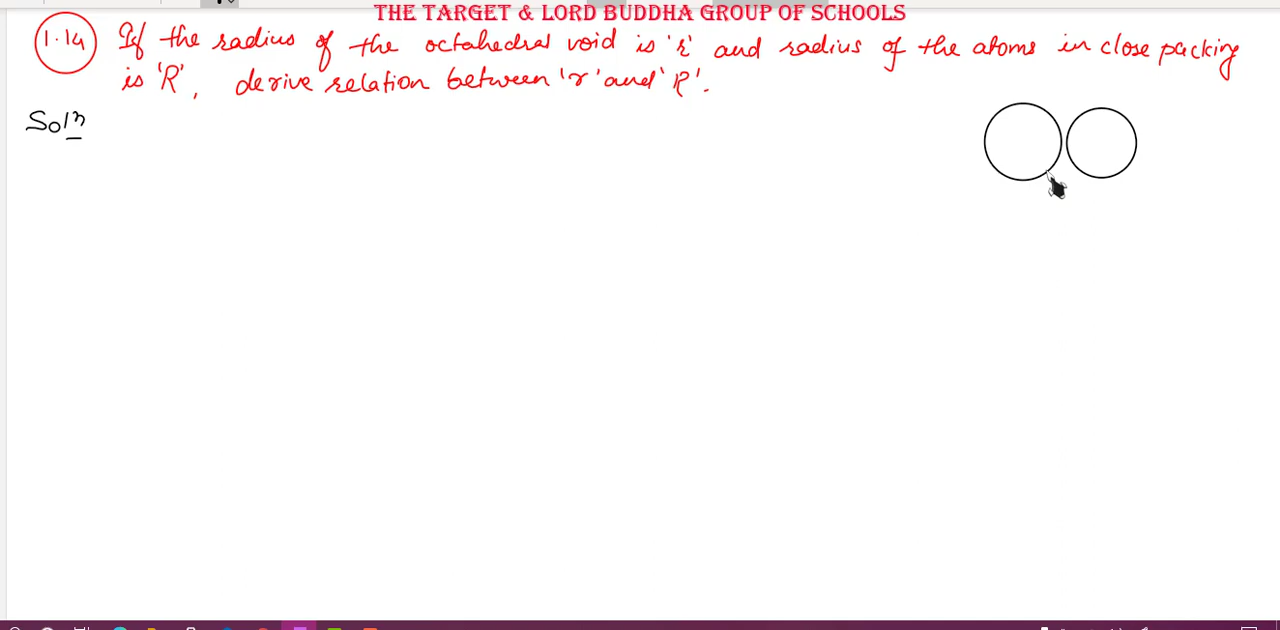 THE TARGET & LORD BUDDHA GROUP OF SCHOOLS
1.14 If the radius of the octahedral void is 'r' and radius of the atoms in close packing
is 'R', derive relation between 'r' and 'R'.
Soln